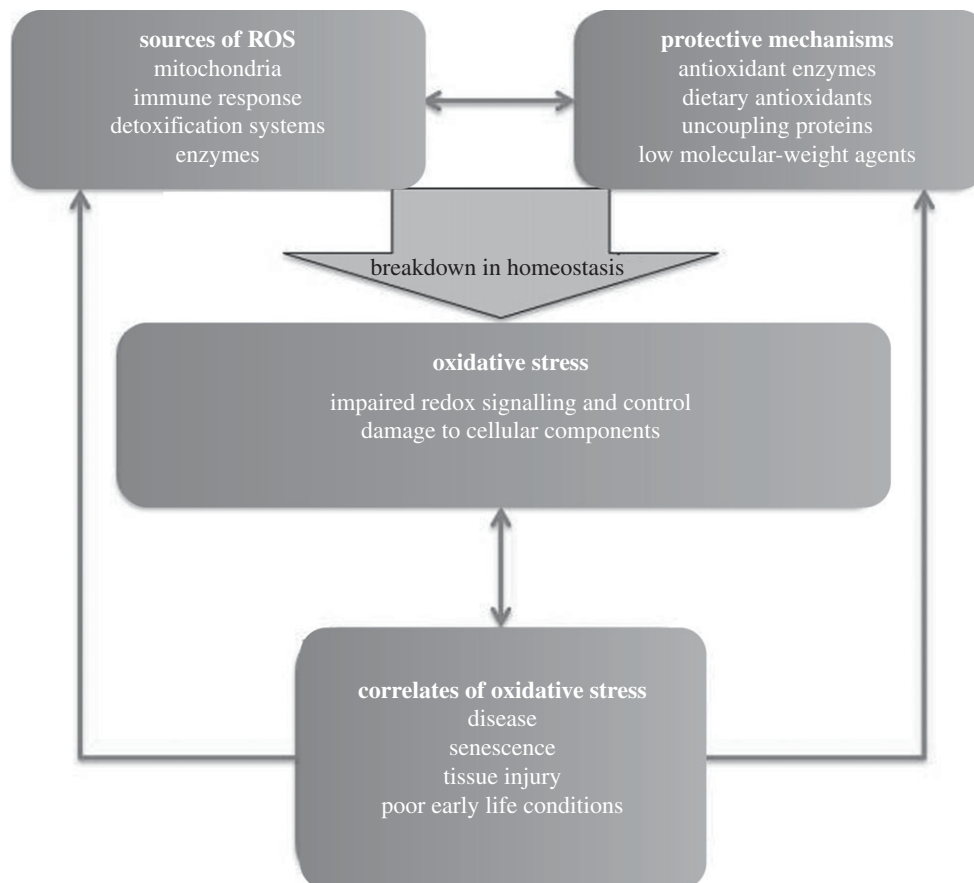 sources of ROS
mitochondria
immune response
detoxification systems
enzymes
protective mechanisms
antioxidant enzymes
dietary antioxidants
uncoupling proteins
low molecular-weight agents
breakdown in homeostasis
oxidative stress
impaired redox signalling and control
damage to cellular components
correlates of oxidative stress
disease
senescence
tissue injury
poor early life conditions